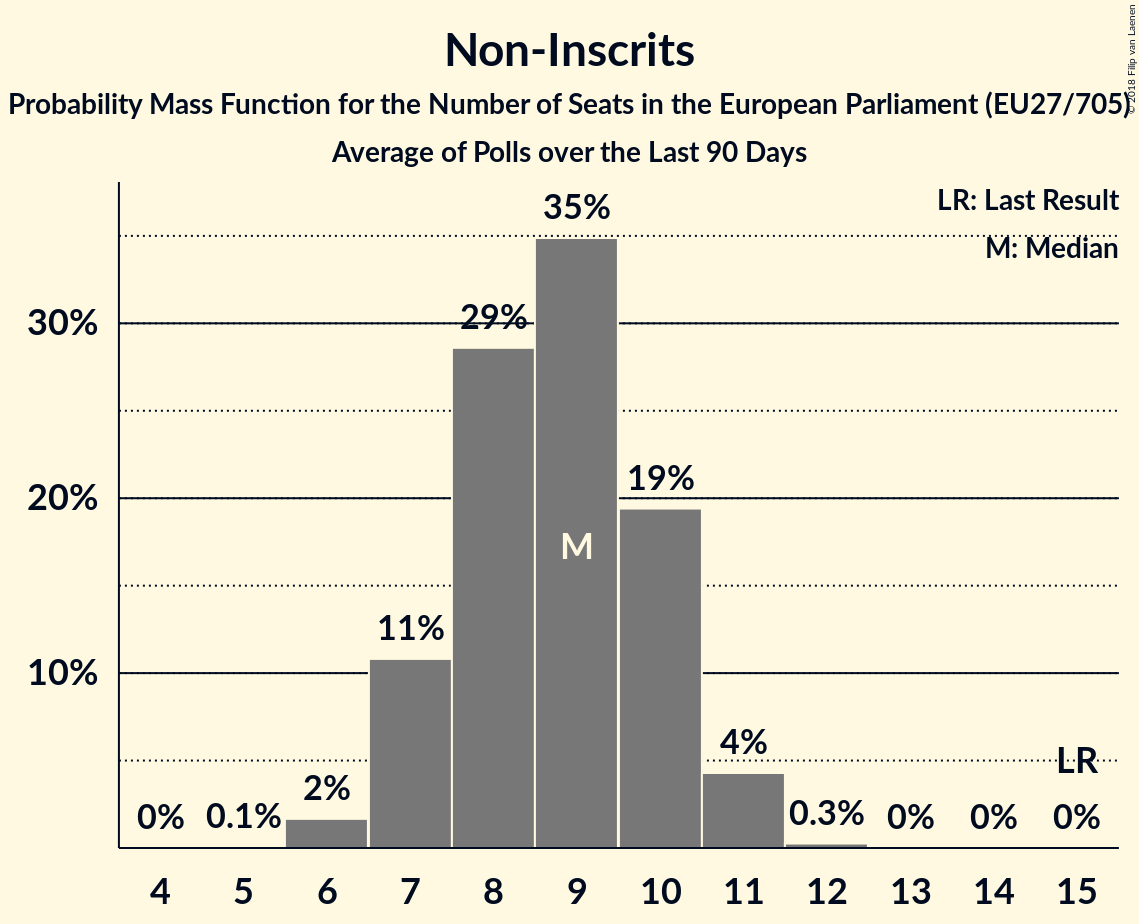 Non-Inscrits
Probability Mass Function for the Number of Seats in the European Parliament (EU27/705)
Average of Polls over the Last 90 Days
© 2018 Filip van Laenen
LR: Last Result
M: Median
35%
30%
29%
20%
19%
M
11%
10%
4%
LR
2%
0%
0.1%
0.3%
0%
0%
0%
4 5 6 7 8 9 10 11 12 13 14 15